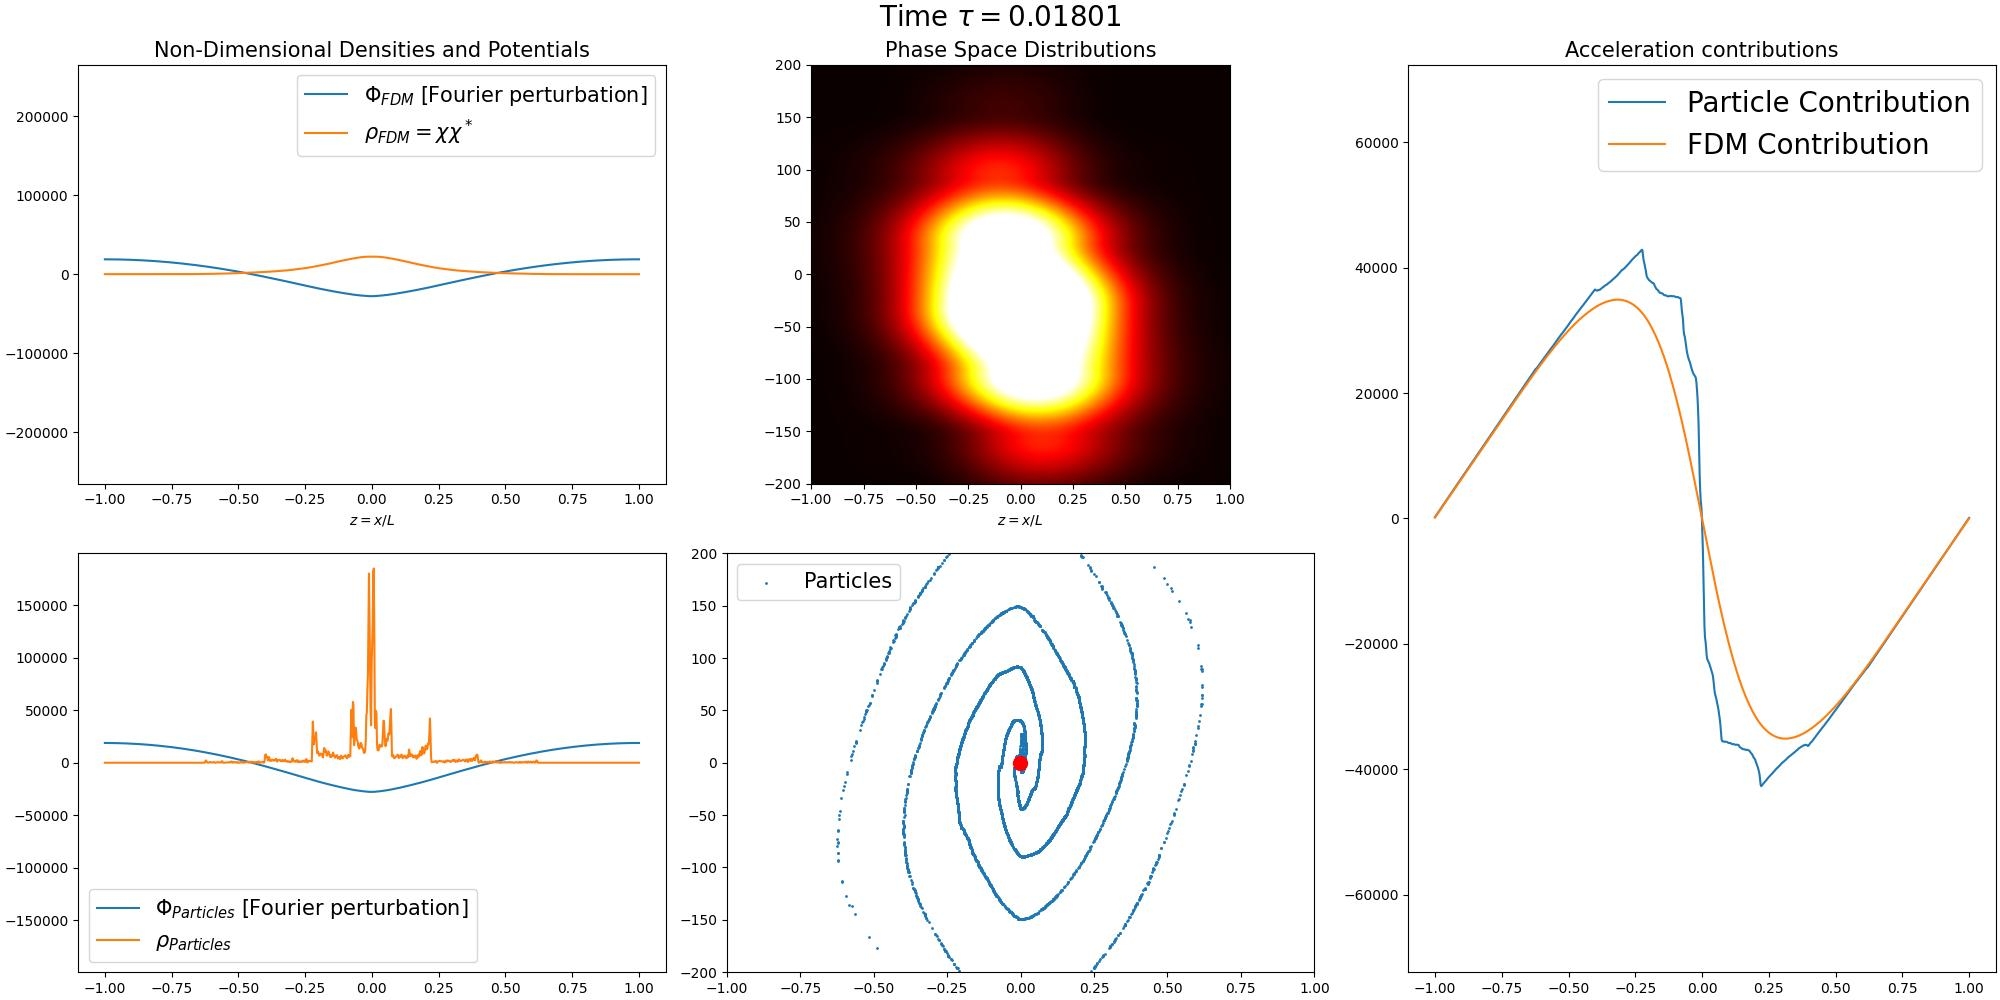 Time τ = 0.01801
Non-Dimensional Densities and Potentials
200000
100000
0
−100000
−200000
Φ_FDM [Fourier perturbation]
ρ_FDM = χχ*
−1.00 −0.75 −0.50 −0.25 0.00 0.25 0.50 0.75 1.00
z = x/L
Phase Space Distributions
200
150
100
50
0
−50
−100
−150
−200
−1.00 −0.75 −0.50 −0.25 0.00 0.25 0.50 0.75 1.00
z = x/L
Acceleration contributions
Particle Contribution
FDM Contribution
60000
40000
20000
0
−20000
−40000
−60000
−1.00 −0.75 −0.50 −0.25 0.00 0.25 0.50 0.75 1.00
150000
100000
50000
0
−50000
−100000
−150000
Φ_Particles [Fourier perturbation]
ρ_Particles
−1.00 −0.75 −0.50 −0.25 0.00 0.25 0.50 0.75 1.00
Particles
200
150
100
50
0
−50
−100
−150
−200
−1.00 −0.75 −0.50 −0.25 0.00 0.25 0.50 0.75 1.00